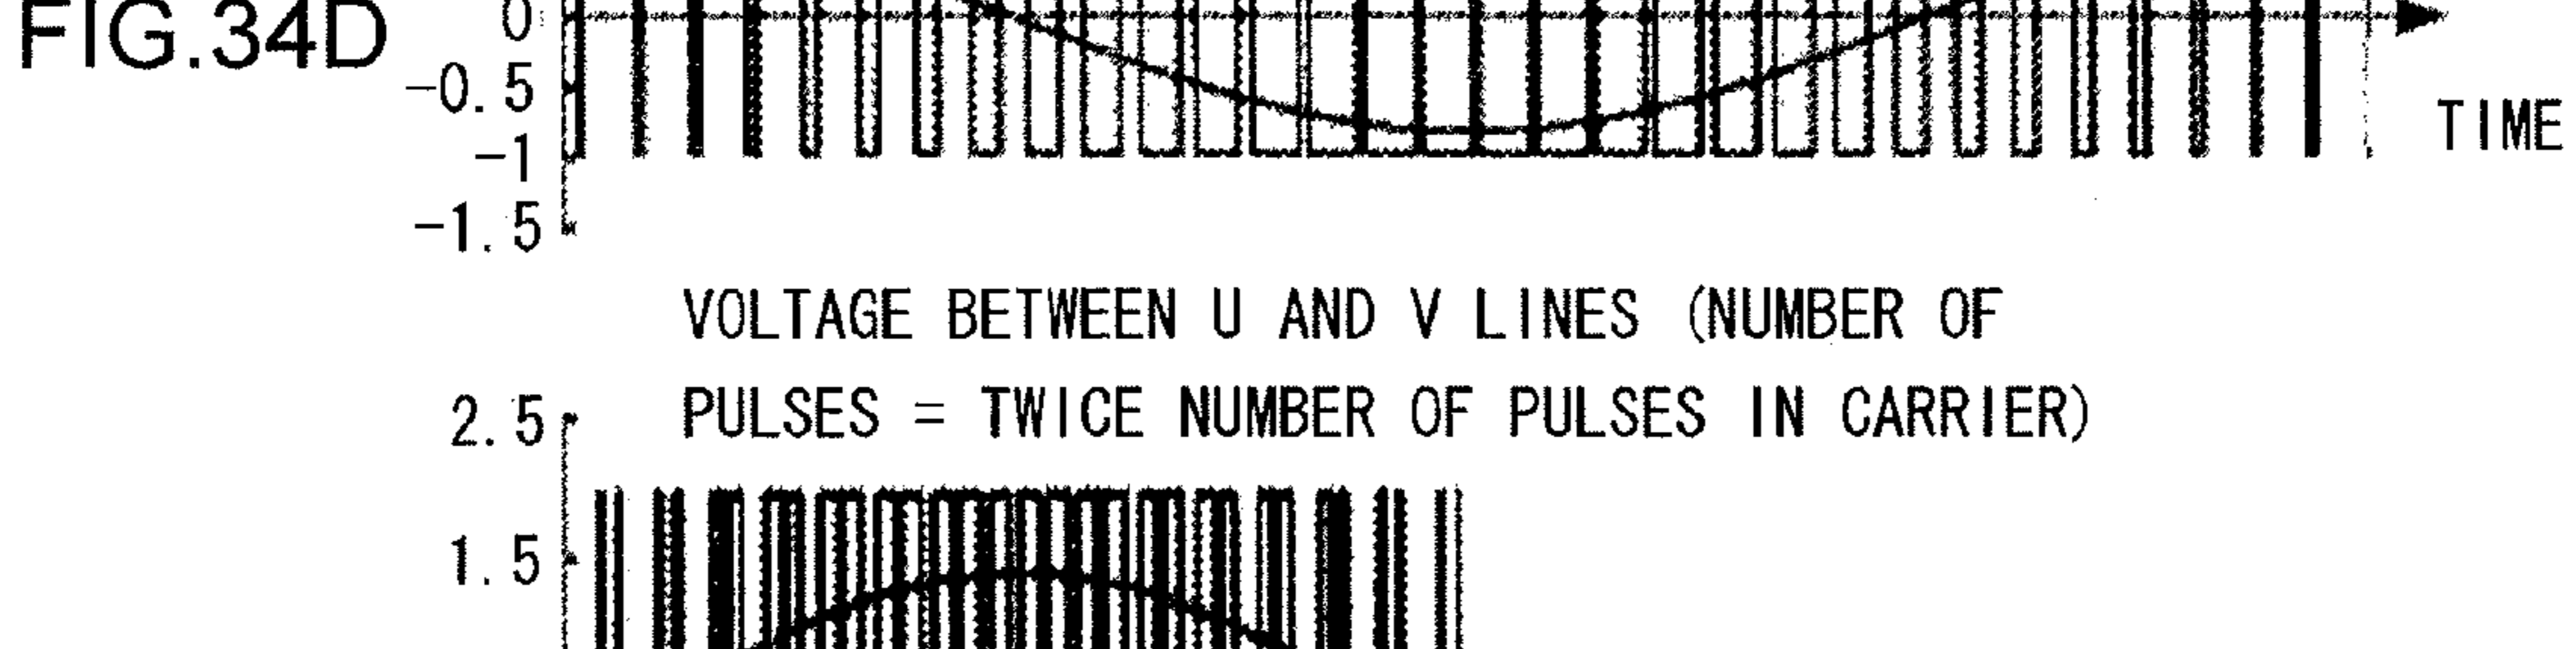 FIG.34D
0
-0.5
-1
-1.5
TIME
VOLTAGE BETWEEN U AND V LINES (NUMBER OF
PULSES = TWICE NUMBER OF PULSES IN CARRIER)
2.5
1.5